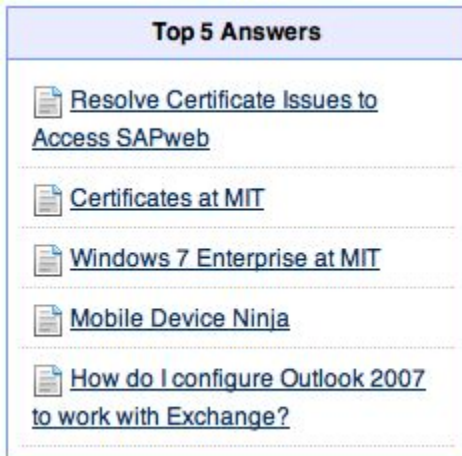 Top 5 Answers
Resolve Certificate Issues to
Access SAPweb
Certificates at MIT
Windows 7 Enterprise at MIT
Mobile Device Ninja
How do I configure Outlook 2007
to work with Exchange?